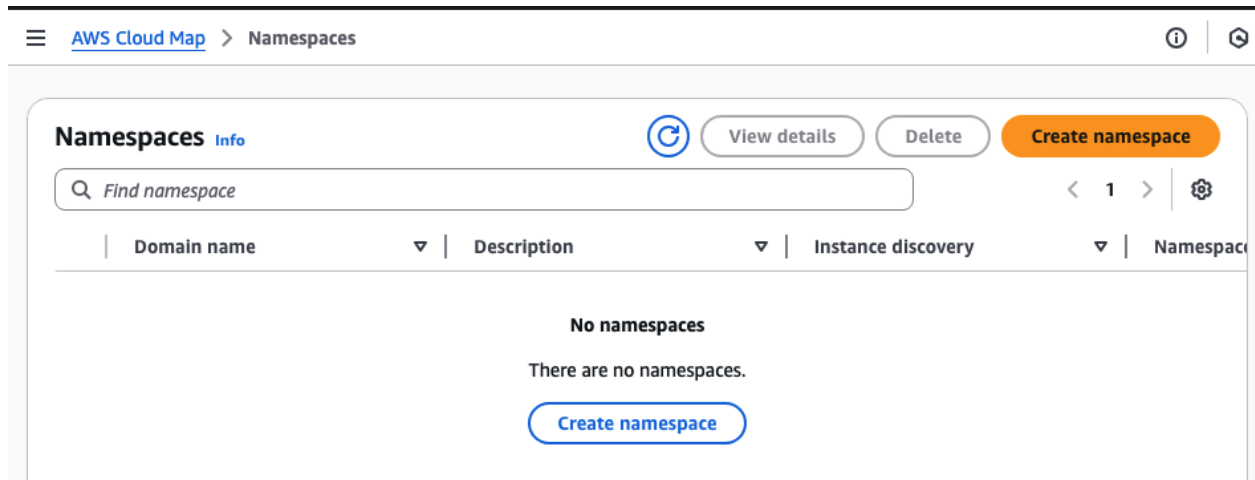 AWS Cloud Map > Namespaces
Namespaces Info View details Delete Create namespace
Find namespace 1
Domain name Description Instance discovery Namespac
No namespaces
There are no namespaces.
Create namespace